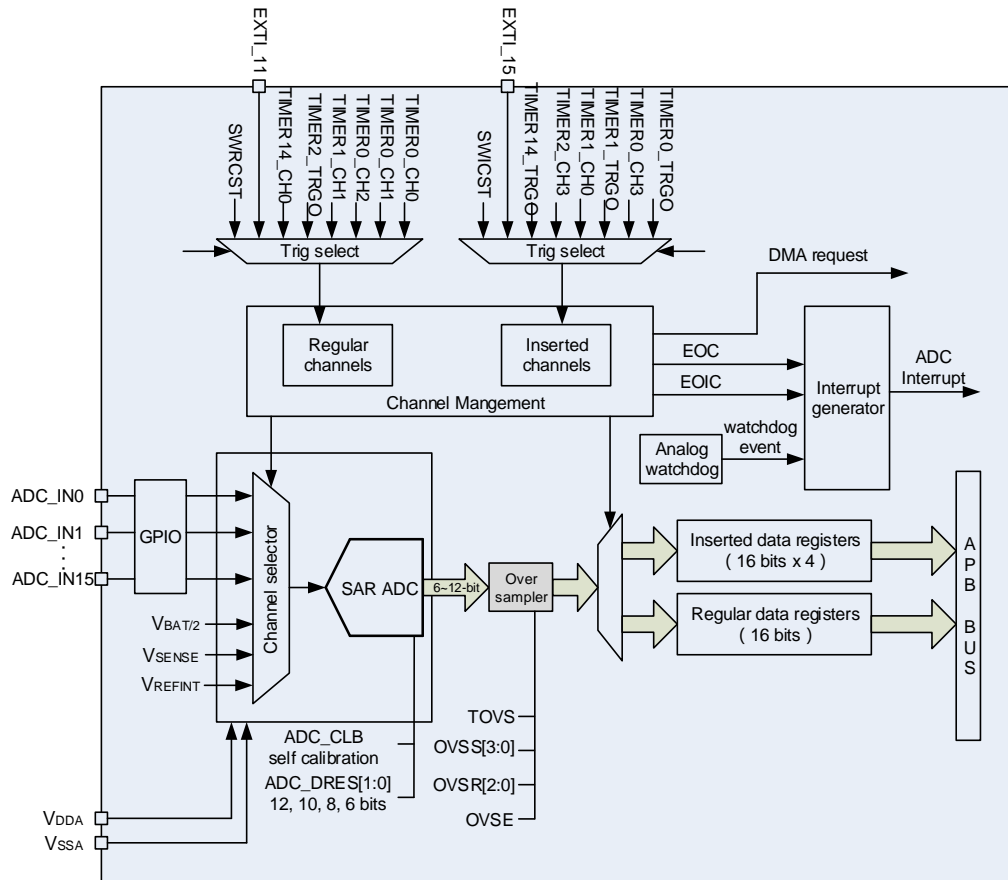 EXTI_11
EXTI_15
SWRCST
TIMER14_CH0
TIMER2_TRGO
TIMER1_CH1
TIMER0_CH2
TIMER0_CH1
TIMER0_CH0
SWICST
TIMER14_TRGO
TIMER2_CH3
TIMER1_CH0
TIMER1_TRGO
TIMER0_CH3
TIMER0_TRGO
Trig select
Trig select
DMA request
Regular
channels
Inserted
channels
Channel Mangement
EOC
EOIC
Interrupt
generator
ADC
Interrupt
Analog
watchdog
watchdog
event
ADC_IN0
ADC_IN1
ADC_IN15
GPIO
VBAT/2
VSENSE
VREFINT
Channel selector
SAR ADC
6~12-bit
Over
sampler
Inserted data registers
( 16 bits x 4 )
Regular data registers
( 16 bits )
APB BUS
TOVS
OVSS[3:0]
OVSR[2:0]
OVSE
ADC_CLB
self calibration
ADC_DRES[1:0]
12, 10, 8, 6 bits
VDDA
VSSA